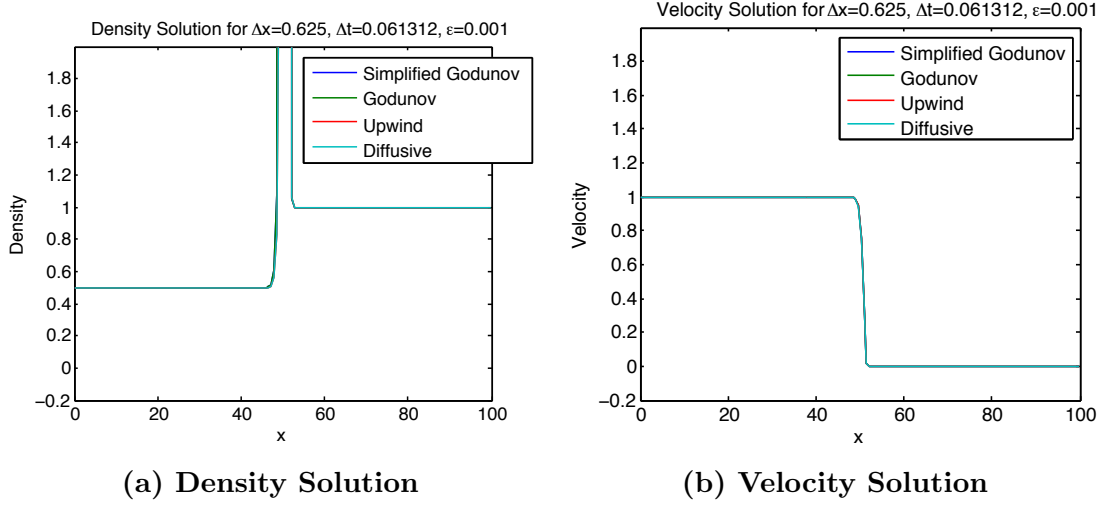 Density Solution for Δx=0.625, Δt=0.061312, ε=0.001
Simplified Godunov
Godunov
Upwind
Diffusive
1.8
1.6
1.4
1.2
1
0.8
0.6
0.4
0.2
0
−0.2
Density
0 20 40 60 80 100
x
(a) Density Solution
Velocity Solution for Δx=0.625, Δt=0.061312, ε=0.001
Simplified Godunov
Godunov
Upwind
Diffusive
1.8
1.6
1.4
1.2
1
0.8
0.6
0.4
0.2
0
−0.2
Velocity
0 20 40 60 80 100
x
(b) Velocity Solution